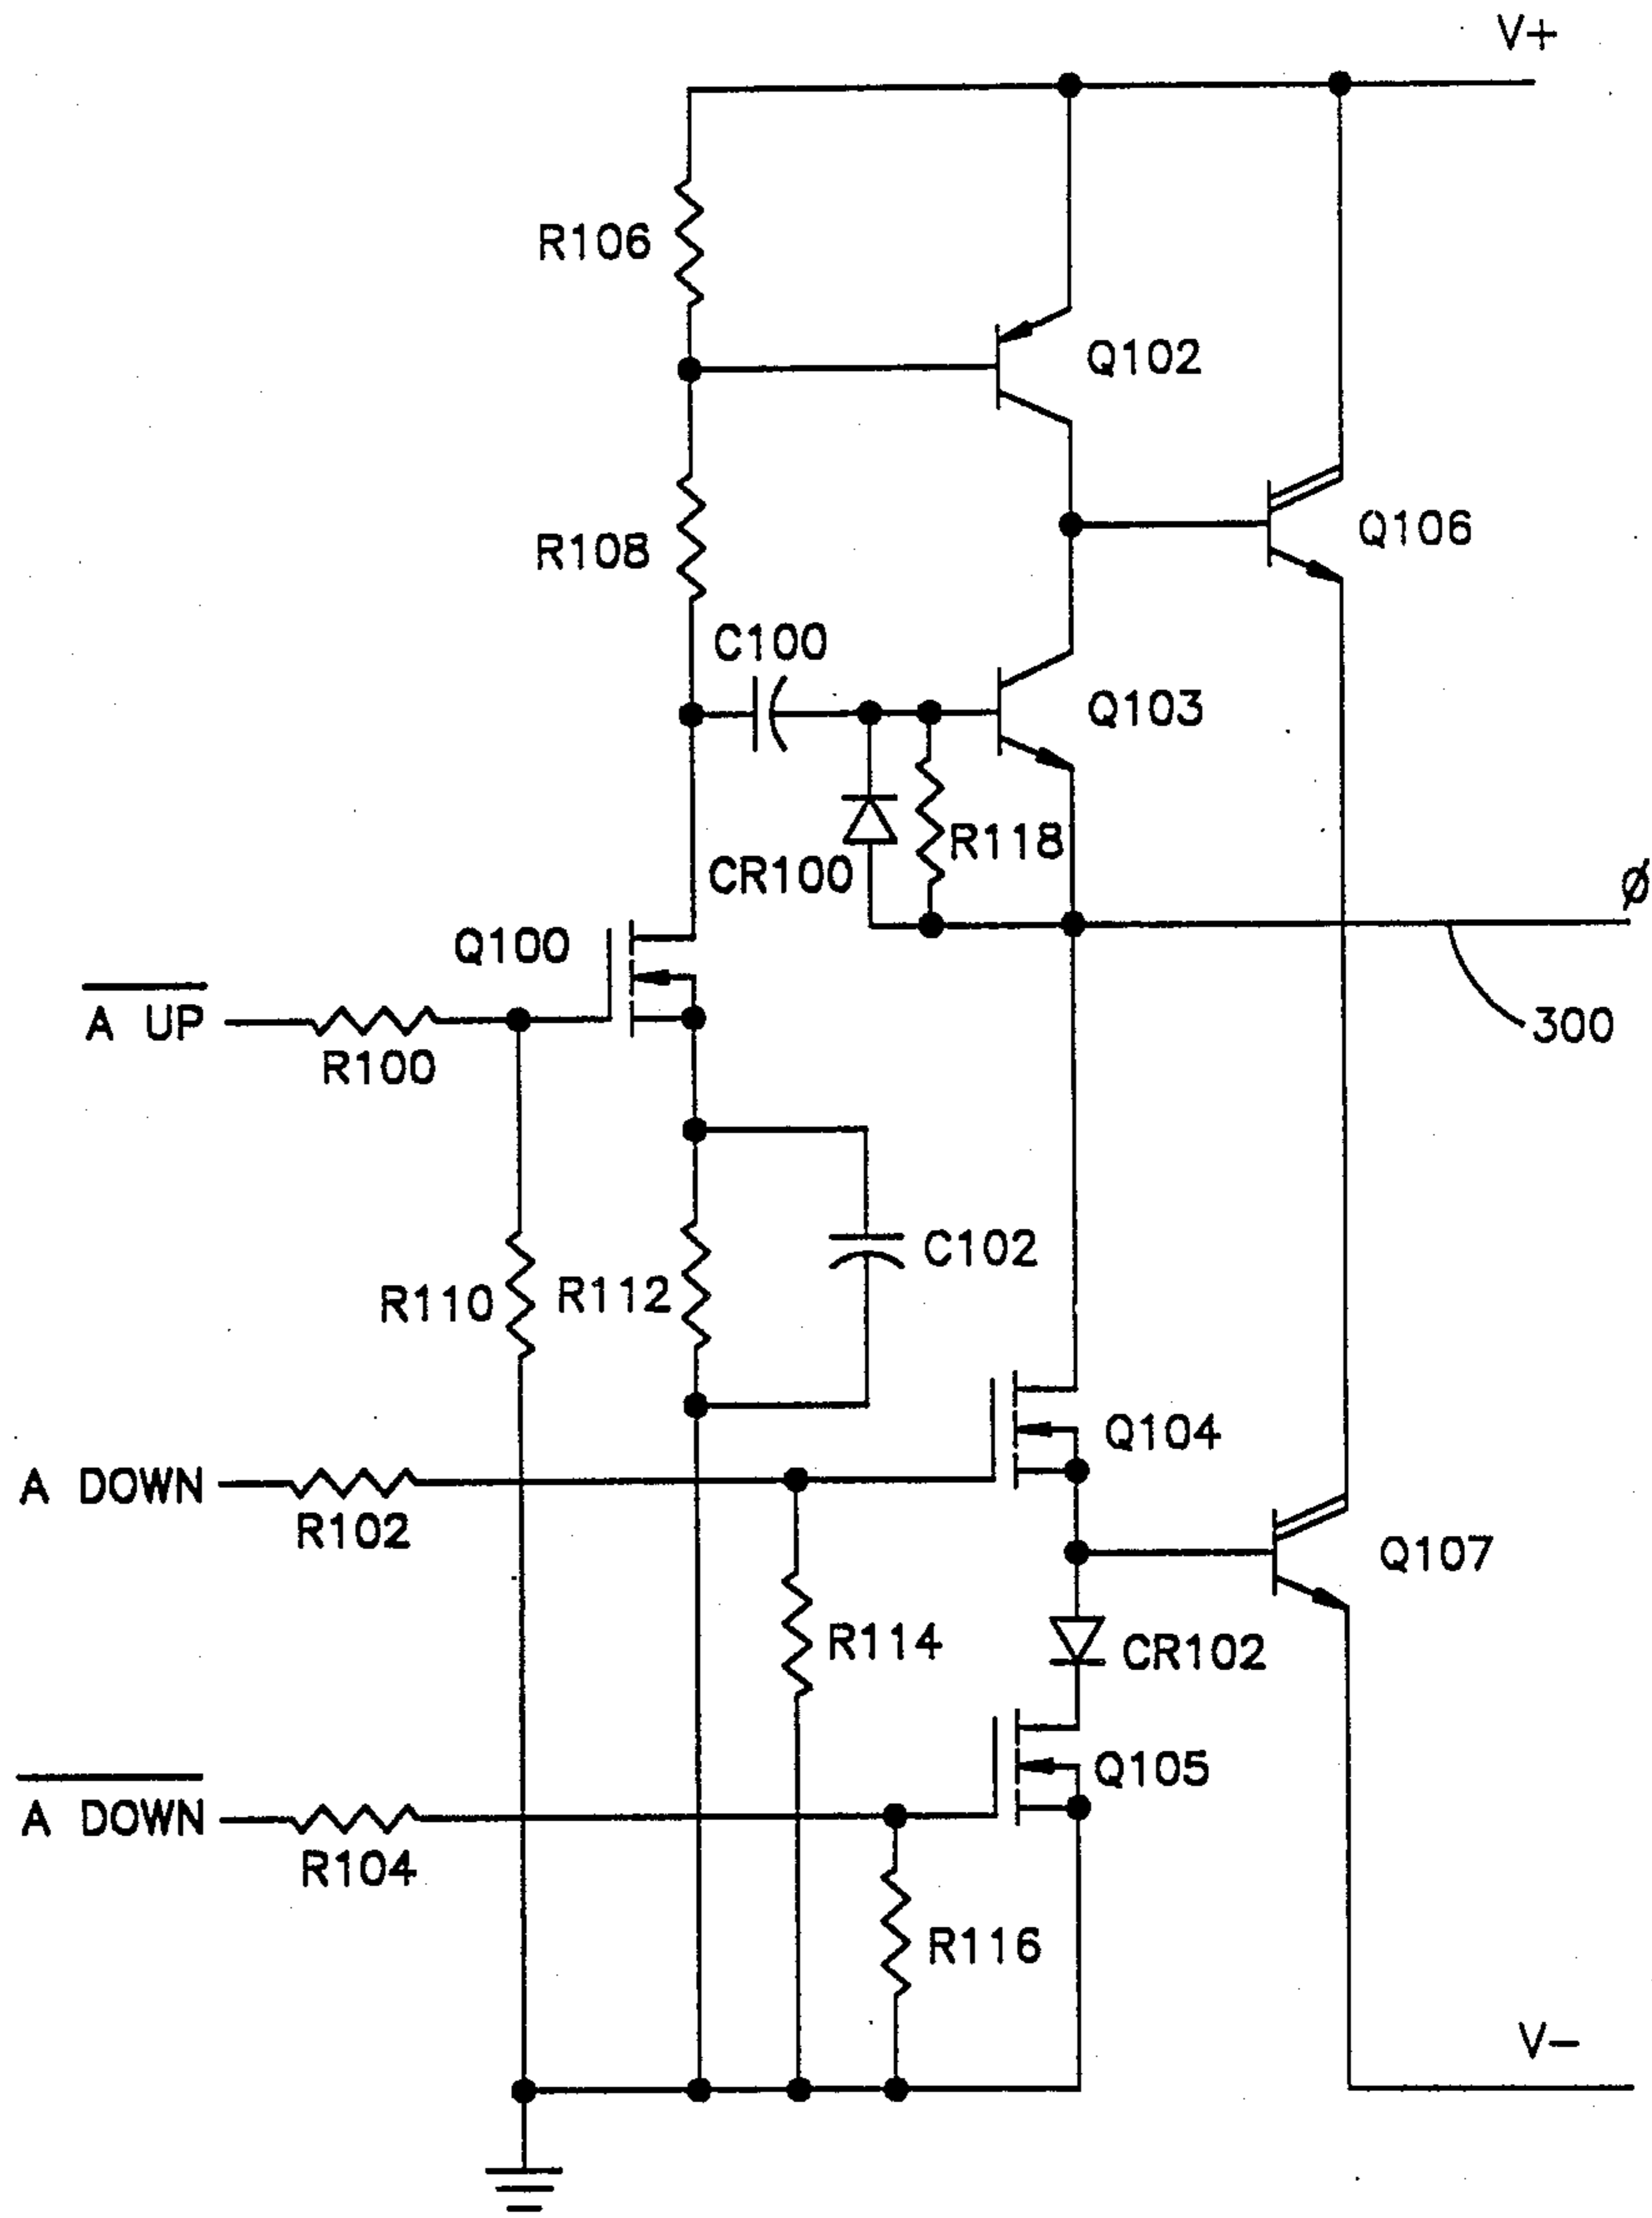 V+
R106
Q102
Q106
R108
C100
Q103
R118
CR100
Ø
Q100
A UP
300
R100
C102
R110
R112
Q104
A DOWN
R102
Q107
R114
CR102
Q105
A DOWN
R104
R116
V-